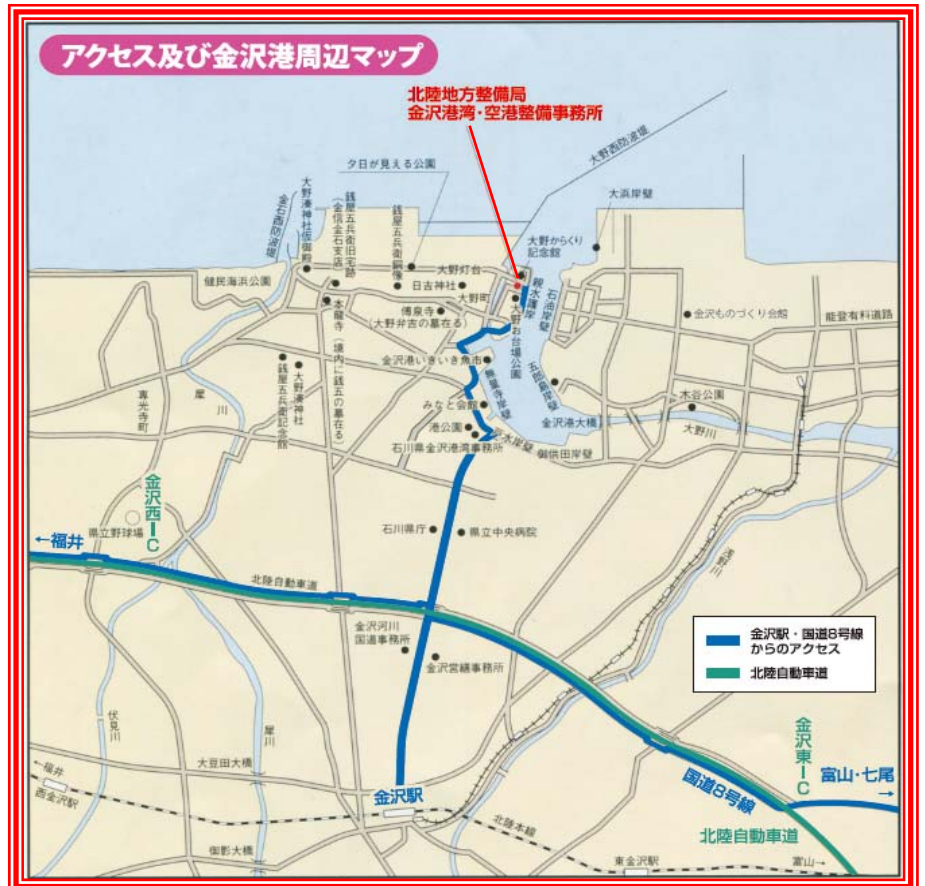 アクセス及び金沢港周辺マップ
北陸地方整備局
金沢港湾・空港整備事務所
大野西防波堤
夕日が見える公園
大浜岸壁
金石西防波堤
大野湊神社仮御殿
銭屋五兵衛旧宅跡
（金信金石支店）
銭屋五兵衛銅像
大野からくり
記念館
大野灯台
健民海浜公園
日吉神社
大野町
親水護岸
石油岸壁
傳泉寺
（大野弁吉の墓在る）
大野お台場公園
金沢ものづくり会館
能登有料道路
本龍寺（境内に銭五の墓在る）
金沢港いきいき魚市
無量寺岸壁
五郎島岸壁
大野湊神社
銭屋五兵衛記念館
専光寺町
犀川
みなと会館
木谷公園
港公園
金沢港大橋
大野川
石川県金沢港湾事務所
御供田岸壁
金沢西IC
県立野球場
←福井
石川県庁
県立中央病院
浅野川
北陸自動車道
金沢河川
国道事務所
金沢営繕事務所
金沢駅・国道8号線
からのアクセス
北陸自動車道
伏見川
犀川
大豆田大橋
←福井
西金沢駅
金沢駅
国道8号線
金沢東IC
富山・七尾
→
北陸本線
北陸自動車道
御影大橋
東金沢駅
富山→